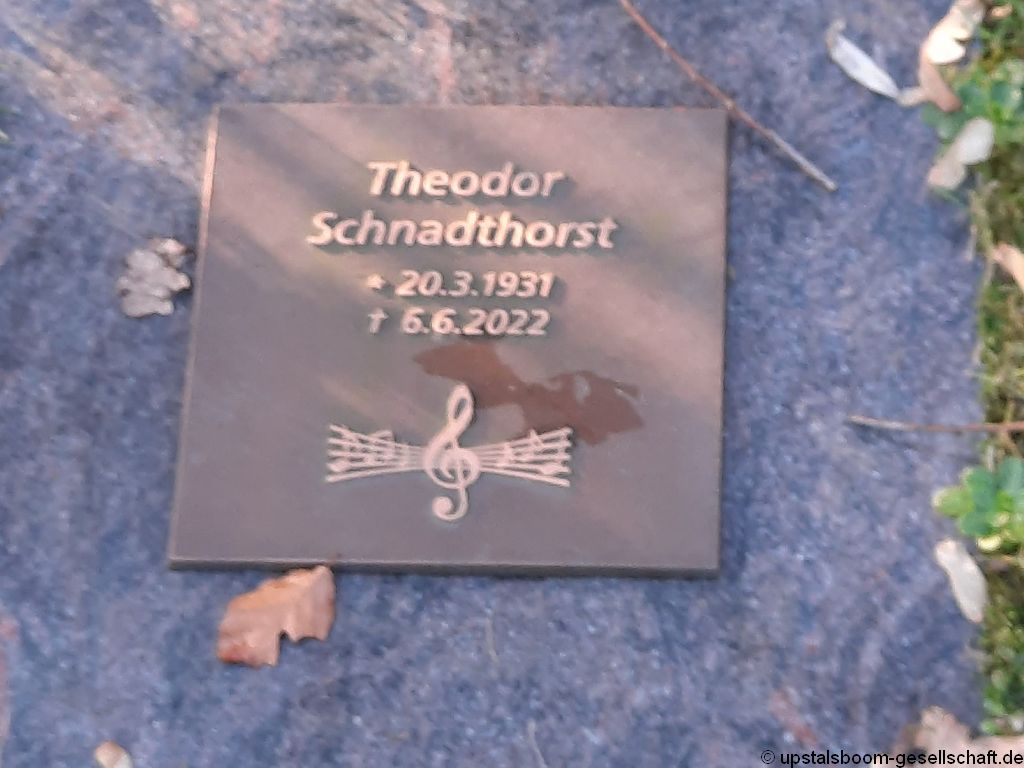 Theodor
Schnadthorst
* 20.3.1931
† 6.6.2022
© upstalsboom-gesellschaft.de